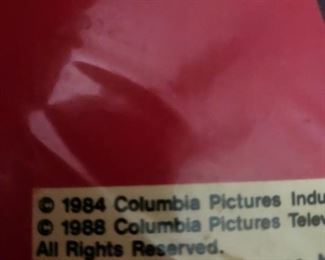 © 1984 Columbia Pictures Indu
© 1988 Columbia Pictures Telev
All Rights Reserved.